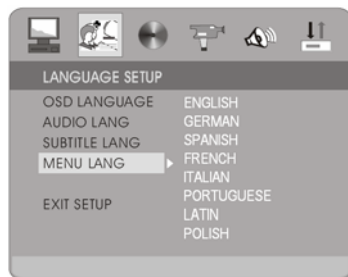 LANGUAGE SETUP
OSD LANGUAGE
AUDIO LANG
SUBTITLE LANG
MENU LANG
EXIT SETUP
ENGLISH
GERMAN
SPANISH
FRENCH
ITALIAN
PORTUGUESE
LATIN
POLISH